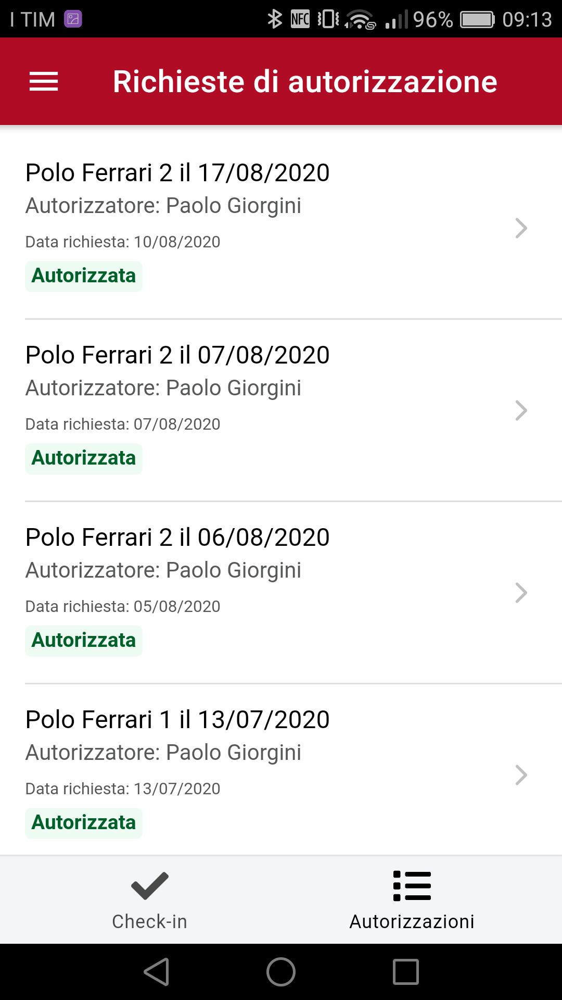 I TIM NFC 96% 09:13
Richieste di autorizzazione
Polo Ferrari 2 il 17/08/2020
Autorizzatore: Paolo Giorgini
Data richiesta: 10/08/2020
Autorizzata
Polo Ferrari 2 il 07/08/2020
Autorizzatore: Paolo Giorgini
Data richiesta: 07/08/2020
Autorizzata
Polo Ferrari 2 il 06/08/2020
Autorizzatore: Paolo Giorgini
Data richiesta: 05/08/2020
Autorizzata
Polo Ferrari 1 il 13/07/2020
Autorizzatore: Paolo Giorgini
Data richiesta: 13/07/2020
Autorizzata
Check-in
Autorizzazioni